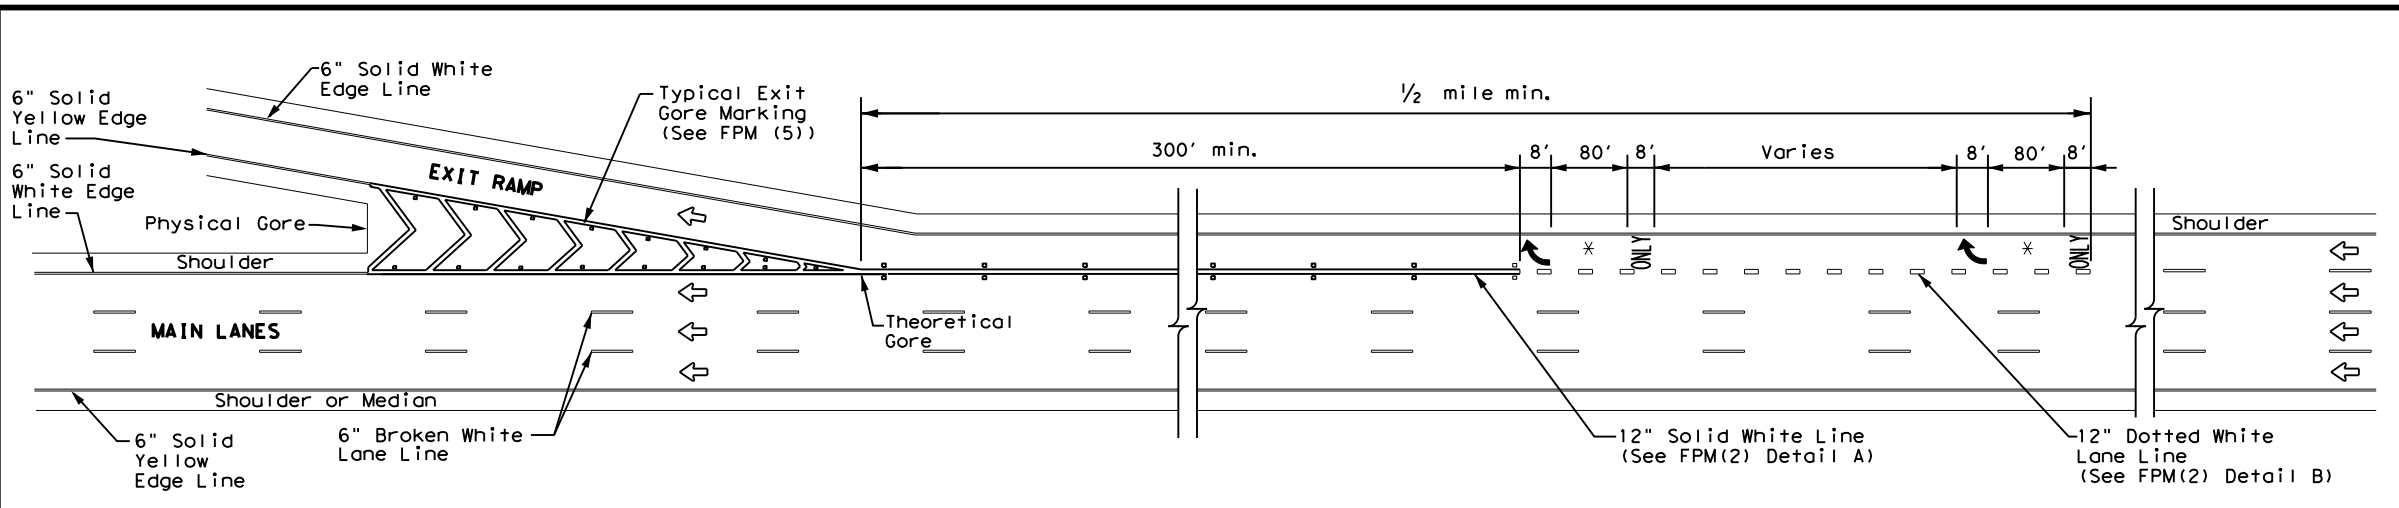 6" Solid White
Edge Line
6" Solid
Yellow Edge
Line
6" Solid
White Edge
Line
Typical Exit
Gore Marking
(See FPM (5))
½ mile min.
300' min.
8'
80'
8'
Varies
8'
80'
8'
EXIT RAMP
Physical Gore
Shoulder
Shoulder
* ONLY
* ONLY
MAIN LANES
Theoretical
Gore
Shoulder or Median
6" Solid
Yellow
Edge Line
6" Broken White
Lane Line
12" Solid White Line
(See FPM(2) Detail A)
12" Dotted White
Lane Line
(See FPM(2) Detail B)